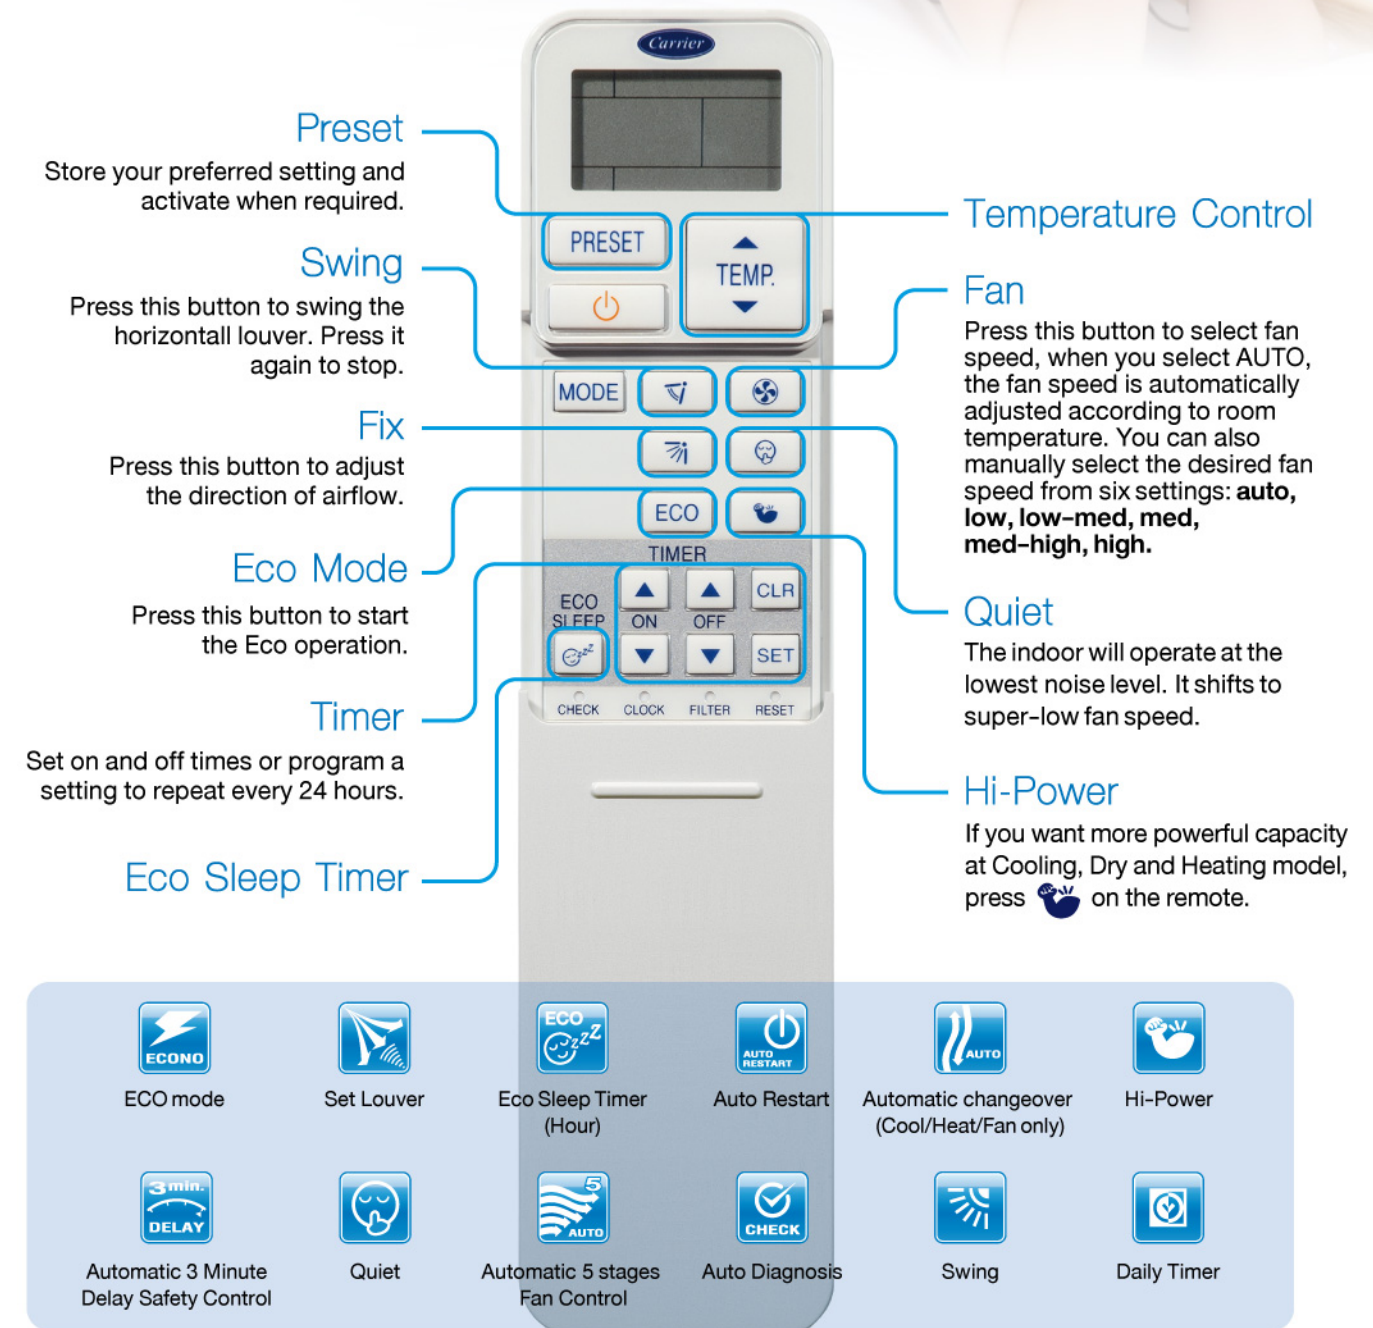 Carrier
Preset
Store your preferred setting and
activate when required.
Swing
Press this button to swing the
horizontall louver. Press it
again to stop.
Fix
Press this button to adjust
the direction of airflow.
Eco Mode
Press this button to start
the Eco operation.
Timer
Set on and off times or program a
setting to repeat every 24 hours.
Eco Sleep Timer
PRESET
TEMP.
MODE
ECO
TIMER
ECO
SLEEP
ON
OFF
CLR
SET
CHECK
CLOCK
FILTER
RESET
Temperature Control
Fan
Press this button to select fan
speed, when you select AUTO,
the fan speed is automatically
adjusted according to room
temperature. You can also
manually select the desired fan
speed from six settings: auto,
low, low-med, med,
med-high, high.
Quiet
The indoor will operate at the
lowest noise level. It shifts to
super-low fan speed.
Hi-Power
If you want more powerful capacity
at Cooling, Dry and Heating model,
press on the remote.
ECONO
ECO mode
Set Louver
ECO
zzZ
Eco Sleep Timer
(Hour)
AUTO
RESTART
Auto Restart
AUTO
Automatic changeover
(Cool/Heat/Fan only)
Hi-Power
3 min.
DELAY
Automatic 3 Minute
Delay Safety Control
Quiet
5
AUTO
Automatic 5 stages
Fan Control
CHECK
Auto Diagnosis
Swing
Daily Timer